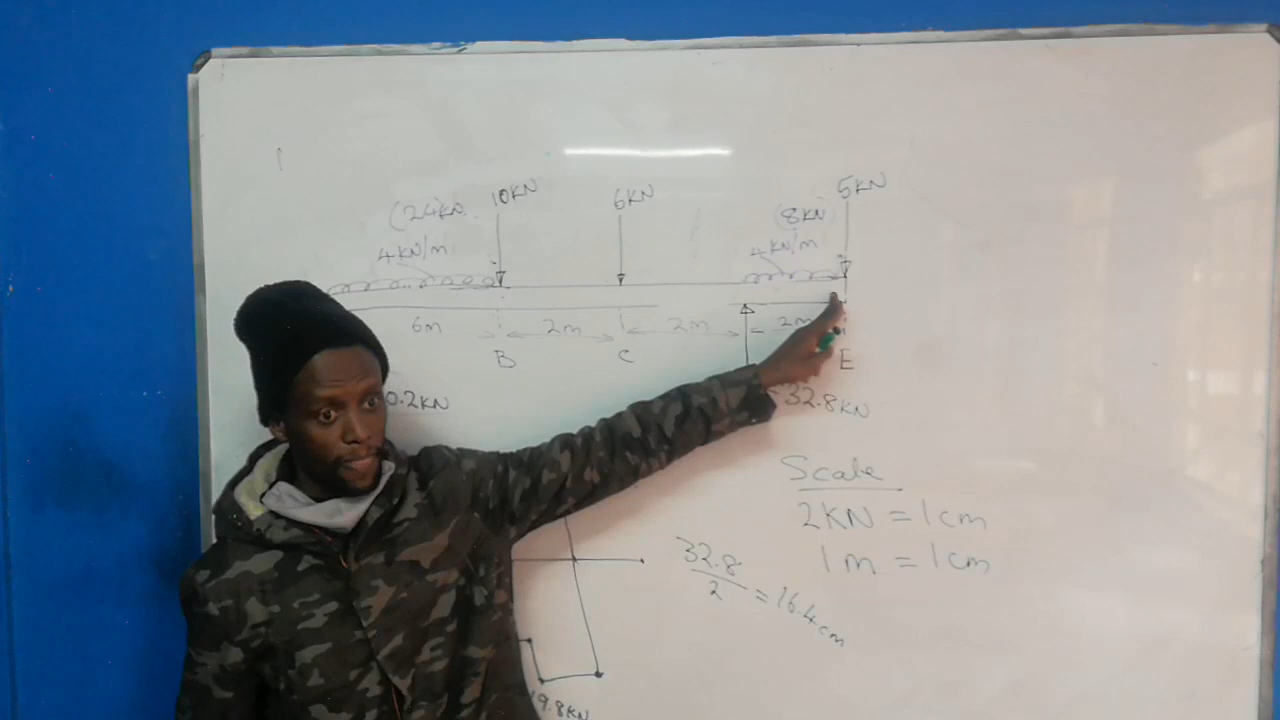 10KN 6KN 5KN
(24KN (8KN)
4KN/m 4KN/m
6m 2m 2m 2m
B C E
0.2KN 32.8KN
Scale
2KN = 1cm
1m = 1cm
32.8/2 = 16.4cm
19.8KN